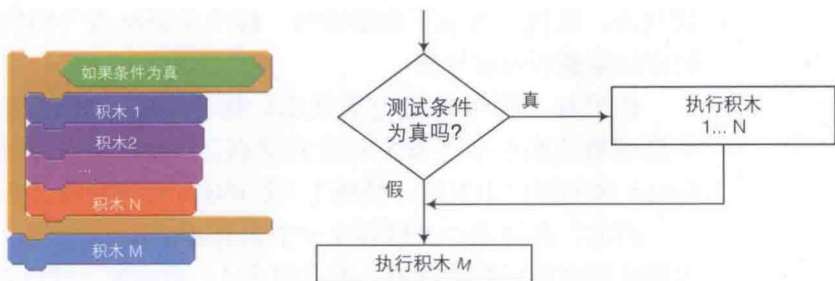 如果条件为真
积木 1
积木2
...
积木 N
积木 M
测试条件
为真吗?
真
假
执行积木
1... N
执行积木 M